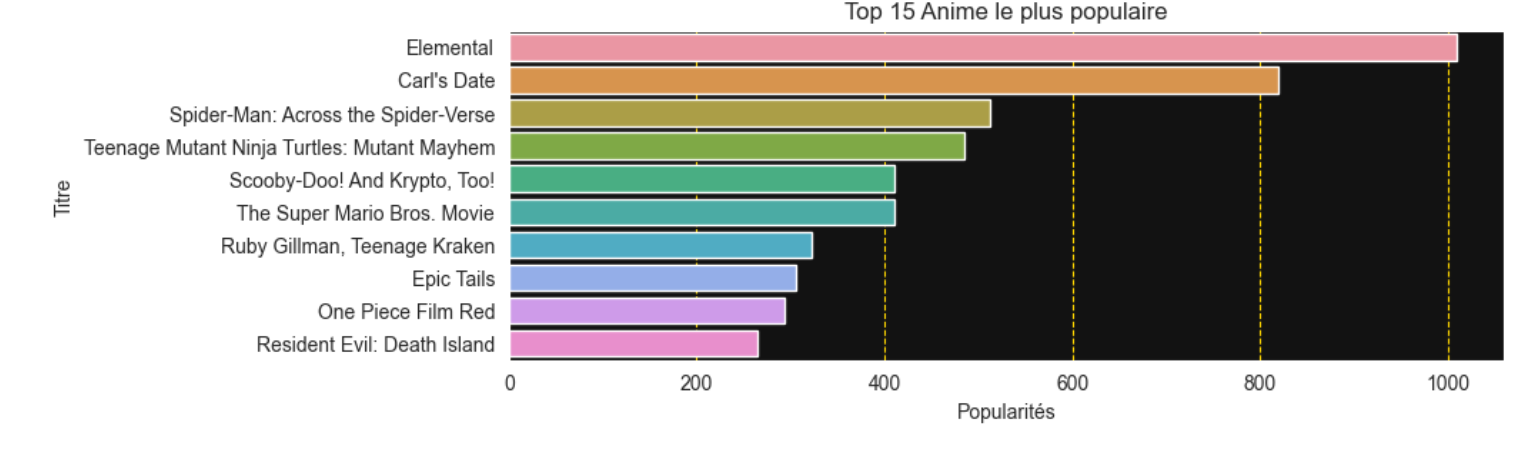 Top 15 Anime le plus populaire
Elemental
Carl's Date
Spider-Man: Across the Spider-Verse
Teenage Mutant Ninja Turtles: Mutant Mayhem
Scooby-Doo! And Krypto, Too!
The Super Mario Bros. Movie
Ruby Gillman, Teenage Kraken
Epic Tails
One Piece Film Red
Resident Evil: Death Island
Titre
0 200 400 600 800 1000
Popularités